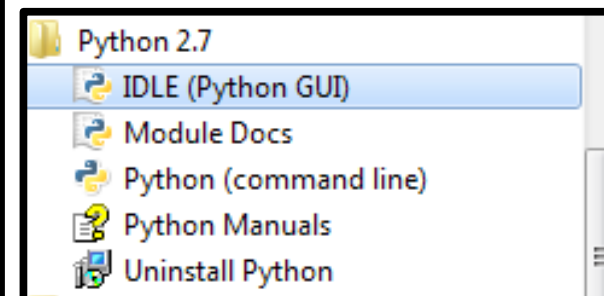 Python 2.7
IDLE (Python GUI)
Module Docs
Python (command line)
Python Manuals
Uninstall Python